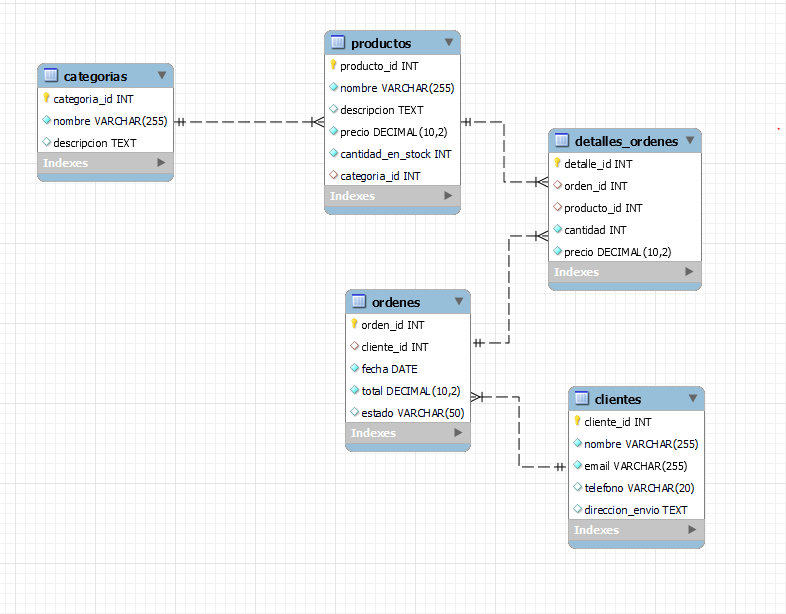 categorias
categoria_id INT
nombre VARCHAR(255)
descripcion TEXT
Indexes
productos
producto_id INT
nombre VARCHAR(255)
descripcion TEXT
precio DECIMAL(10,2)
cantidad_en_stock INT
categoria_id INT
Indexes
detalles_ordenes
detalle_id INT
orden_id INT
producto_id INT
cantidad INT
precio DECIMAL(10,2)
Indexes
ordenes
orden_id INT
cliente_id INT
fecha DATE
total DECIMAL(10,2)
estado VARCHAR(50)
Indexes
clientes
cliente_id INT
nombre VARCHAR(255)
email VARCHAR(255)
telefono VARCHAR(20)
direccion_envio TEXT
Indexes